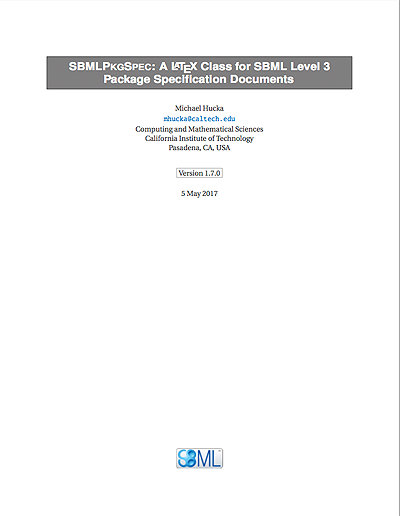 SBMLPKGSPEC: A LATEX Class for SBML Level 3
Package Specification Documents
Michael Hucka
mhucka@caltech.edu
Computing and Mathematical Sciences
California Institute of Technology
Pasadena, CA, USA
Version 1.7.0
5 May 2017
SBML